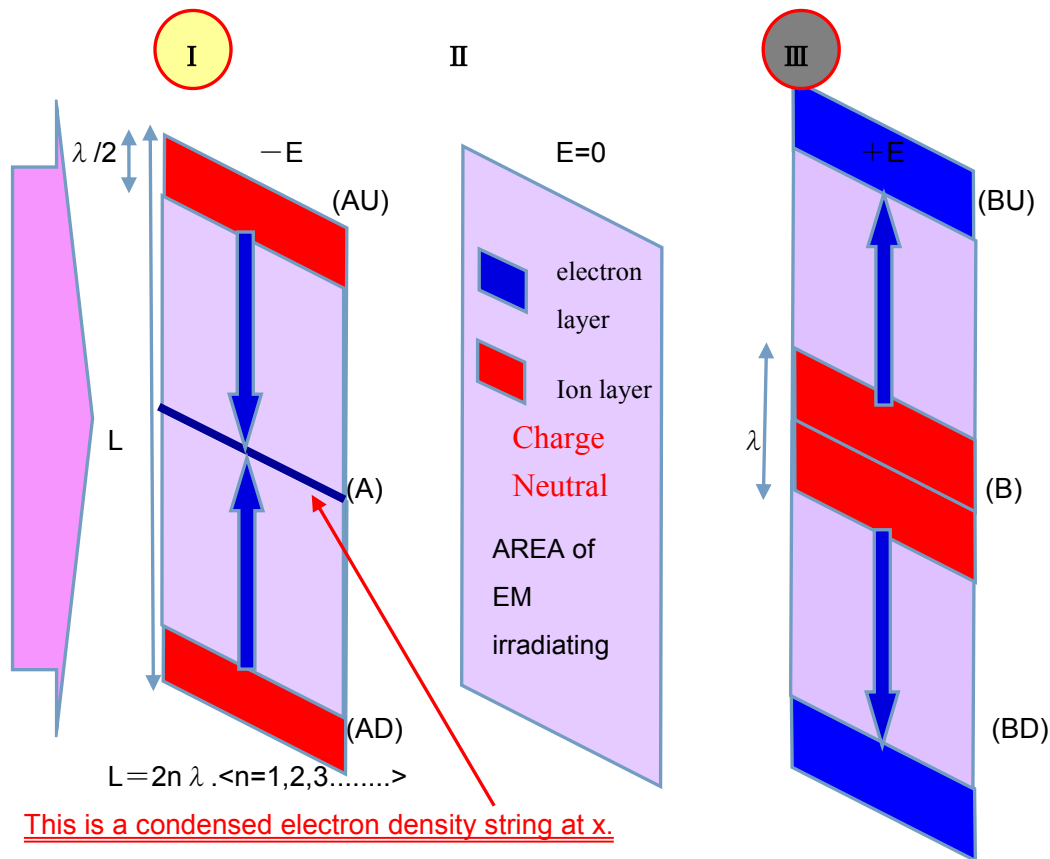 Ⅰ
Ⅱ
Ⅲ
λ/2
－E
E=0
＋E
(AU)
(BU)
electron
layer
Ion layer
Charge
Neutral
λ
L
(A)
(B)
AREA of
EM
irradiating
(AD)
(BD)
L＝2nλ.<n=1,2,3........>
This is a condensed electron density string at x.